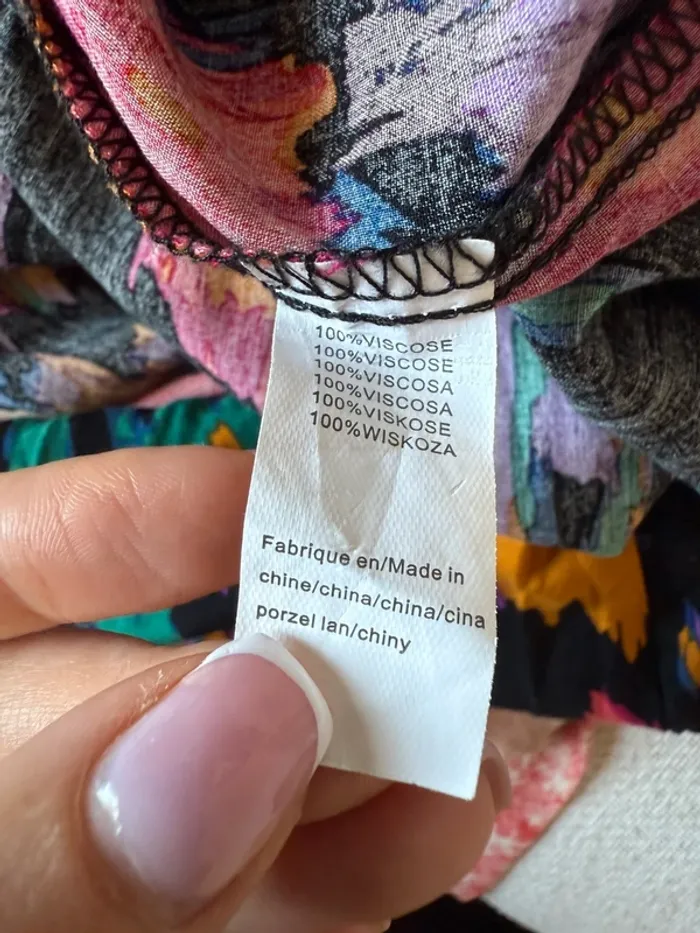 100%VISCOSE
100%VISCOSE
100%VISCOSA
100%VISCOSA
100%VISKOSE
100%WISKOZA
Fabrique en/Made in
chine/china/china/cina
porzel lan/chiny